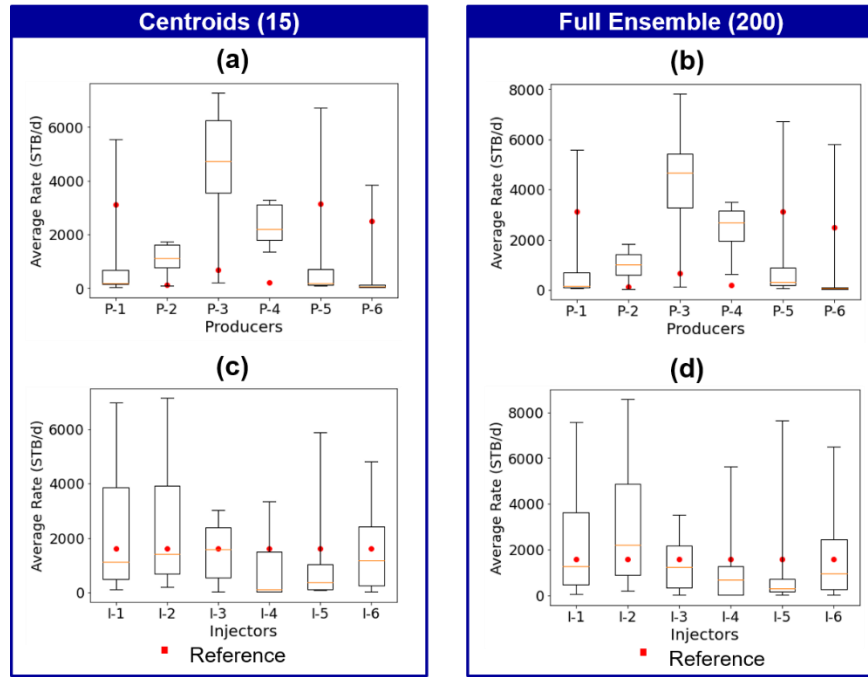 Centroids (15)
(a)
Average Rate (STB/d)
6000
4000
2000
0
P-1 P-2 P-3 P-4 P-5 P-6
Producers
(c)
Average Rate (STB/d)
6000
4000
2000
0
I-1 I-2 I-3 I-4 I-5 I-6
Injectors
Reference
Full Ensemble (200)
(b)
Average Rate (STB/d)
8000
6000
4000
2000
0
P-1 P-2 P-3 P-4 P-5 P-6
Producers
(d)
Average Rate (STB/d)
8000
6000
4000
2000
0
I-1 I-2 I-3 I-4 I-5 I-6
Injectors
Reference